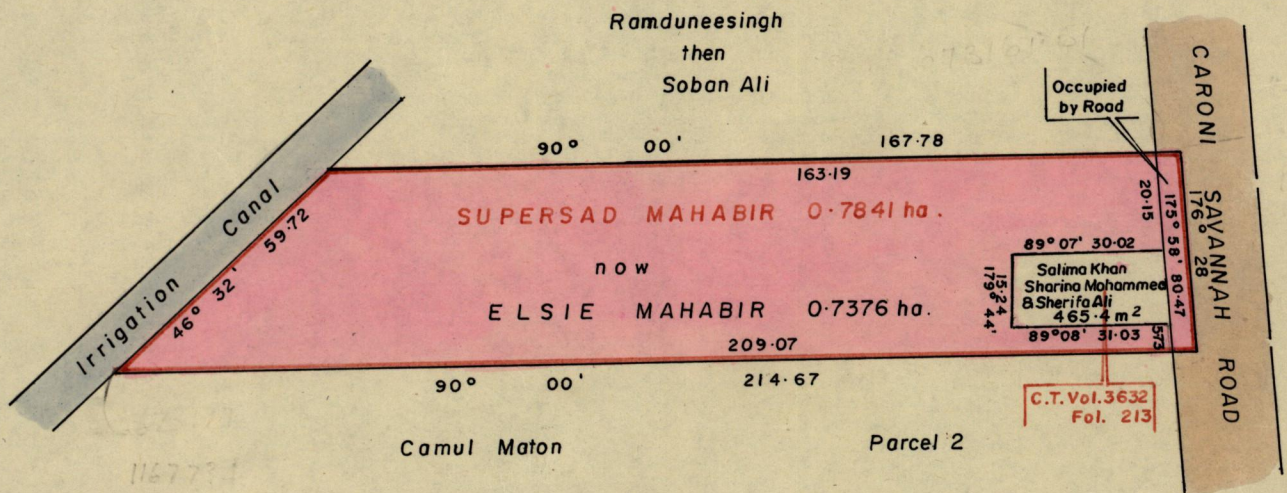 Ramduneesingh
then
Soban Ali
Occupied
by Road
CARONI SAVANNAH ROAD
176° 28
90° 00' 167·78
163·19
Irrigation Canal
46° 32' 59·72
SUPERSAD MAHABIR 0·7841 ha.
now
ELSIE MAHABIR 0·7376 ha.
20·15
175° 58' 80·47
89° 07' 30·02
15·24
179° 44'
Salima Khan
Sharina Mohammed
& Sherifa Ali
465·4 m²
89° 08' 31·03
5·73
209·07
90° 00' 214·67
C.T. Vol. 3632
Fol. 213
Camul Maton
Parcel 2